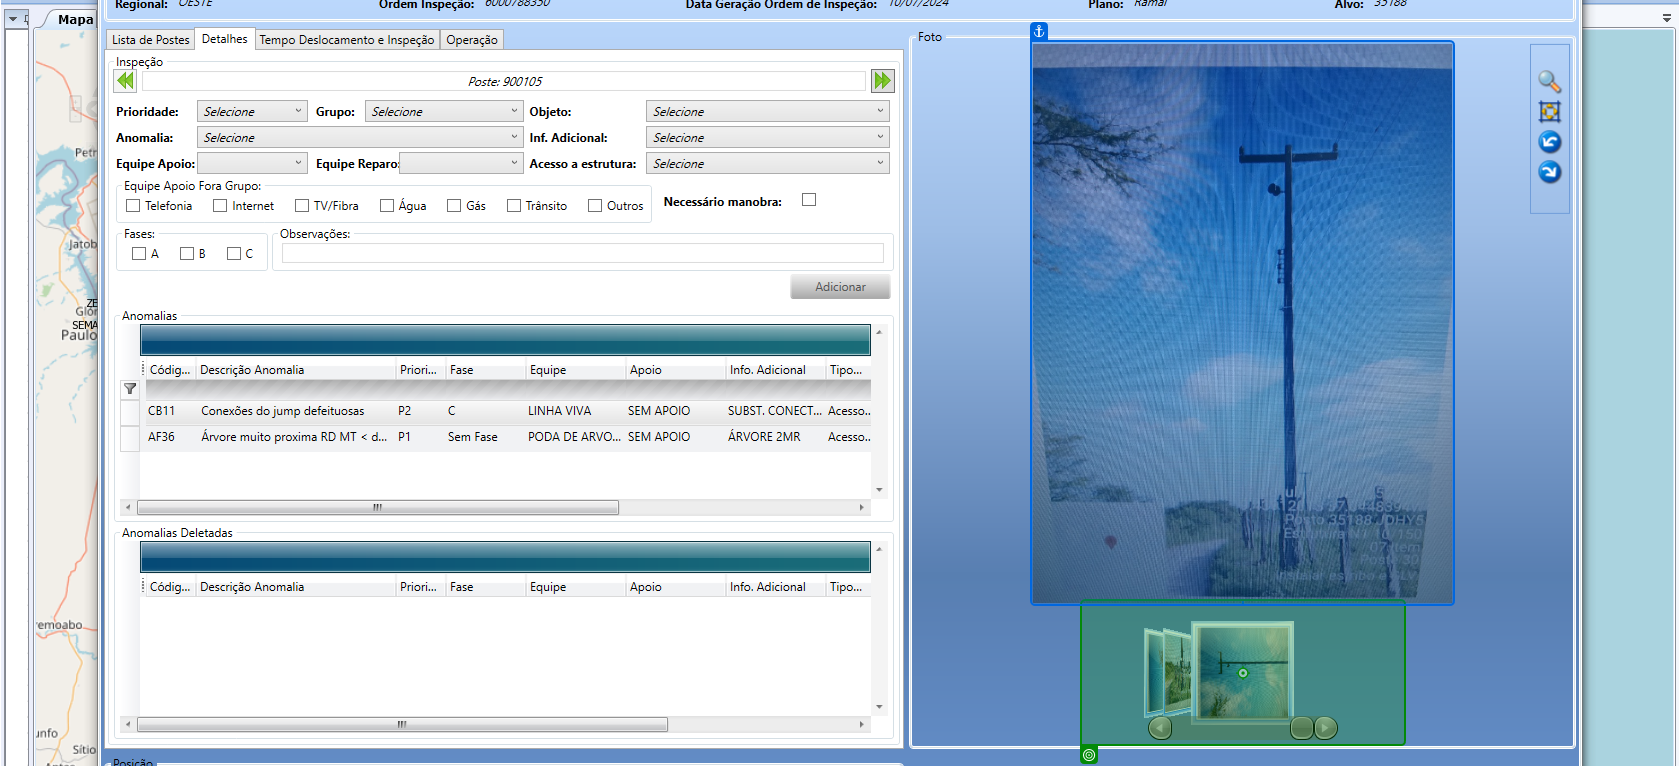 Regional: OESTE Ordem Inspeção: 6000788350 Data Geração Ordem de Inspeção: 10/07/2024 Plano: Ramal Alvo: 35188
Mapa
Lista de Postes Detalhes Tempo Deslocamento e Inspeção Operação
Foto
Inspeção
Poste: 900105
Prioridade: Selecione Grupo: Selecione Objeto: Selecione
Anomalia: Selecione Inf. Adicional: Selecione
Equipe Apoio: Equipe Reparo: Acesso a estrutura: Selecione
Equipe Apoio Fora Grupo:
Telefonia Internet TV/Fibra Água Gás Trânsito Outros
Necessário manobra:
Fases:
A B C
Observações:
Adicionar
Anomalias
Códig... Descrição Anomalia Priori... Fase Equipe Apoio Info. Adicional Tipo...
CB11 Conexões do jump defeituosas P2 C LINHA VIVA SEM APOIO SUBST. CONECT... Acesso..
AF36 Árvore muito proxima RD MT < d... P1 Sem Fase PODA DE ARVO... SEM APOIO ÁRVORE 2MR Acesso..
Anomalias Deletadas
Códig... Descrição Anomalia Priori... Fase Equipe Apoio Info. Adicional Tipo...
Posição
Petr
Jatob
ZE
Glór
SEMA
Paulo
remoabo
unfo
Sítio
Posto 35188